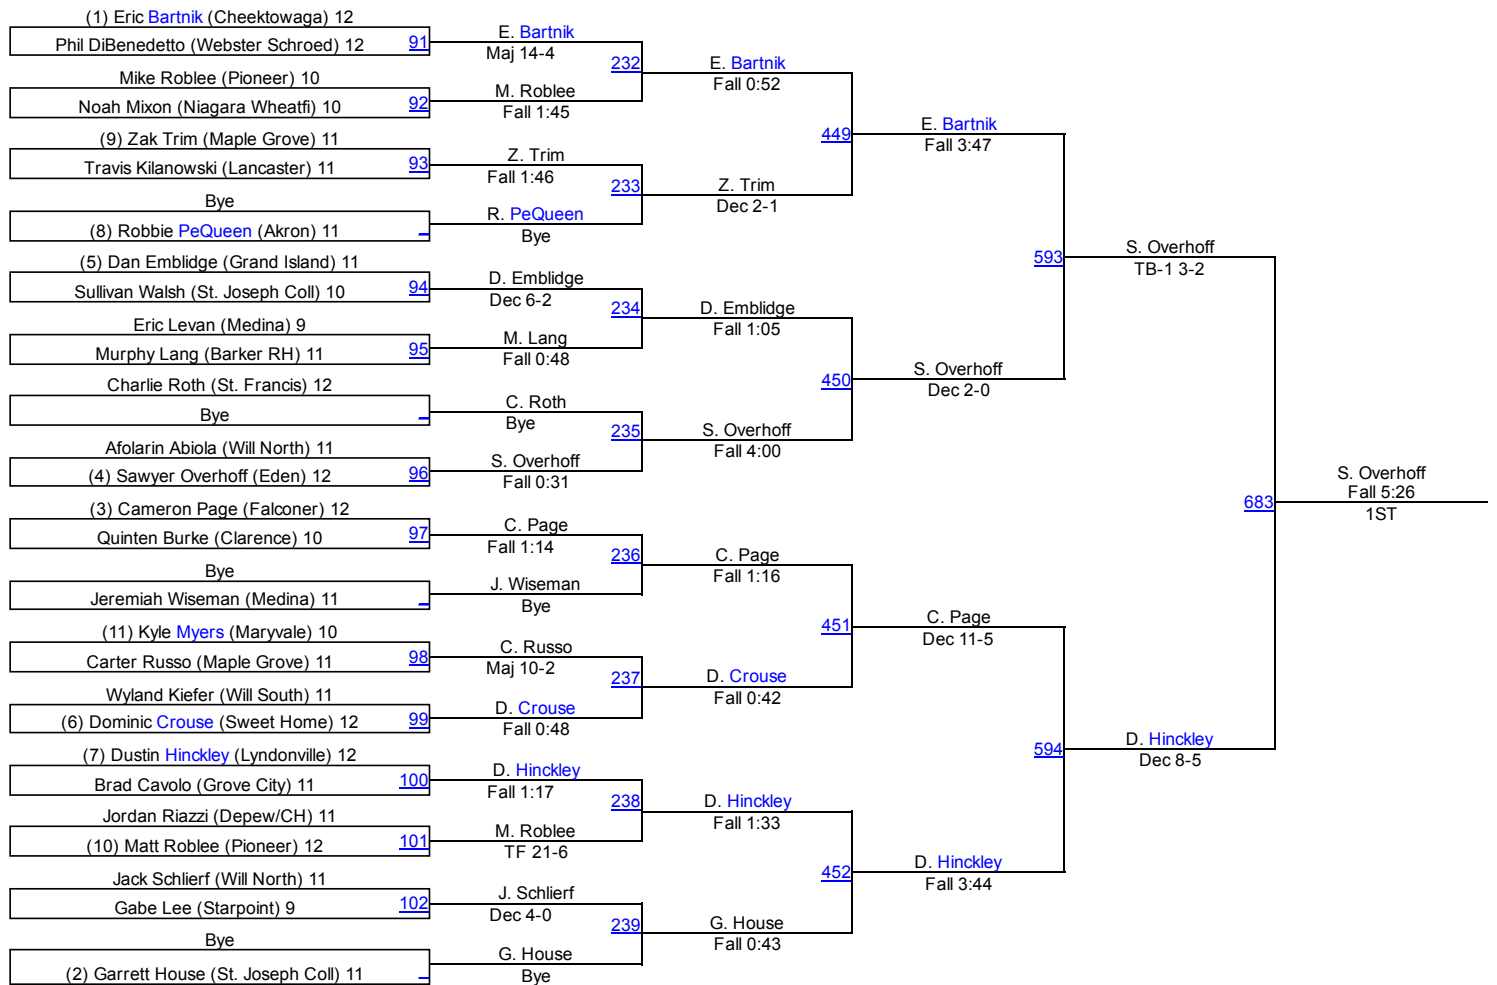 (1) Eric Bartnik (Cheektowaga) 12
Phil DiBenedetto (Webster Schroed) 12
91
Mike Roblee (Pioneer) 10
Noah Mixon (Niagara Wheatfi) 10
92
(9) Zak Trim (Maple Grove) 11
Travis Kilanowski (Lancaster) 11
93
Bye
(8) Robbie PeQueen (Akron) 11
(5) Dan Emblidge (Grand Island) 11
Sullivan Walsh (St. Joseph Coll) 10
94
Eric Levan (Medina) 9
Murphy Lang (Barker RH) 11
95
Charlie Roth (St. Francis) 12
Bye
Afolarin Abiola (Will North) 11
(4) Sawyer Overhoff (Eden) 12
96
(3) Cameron Page (Falconer) 12
Quinten Burke (Clarence) 10
97
Bye
Jeremiah Wiseman (Medina) 11
(11) Kyle Myers (Maryvale) 10
Carter Russo (Maple Grove) 11
98
Wyland Kiefer (Will South) 11
(6) Dominic Crouse (Sweet Home) 12
99
(7) Dustin Hinckley (Lyndonville) 12
Brad Cavolo (Grove City) 11
100
Jordan Riazzi (Depew/CH) 11
(10) Matt Roblee (Pioneer) 12
101
Jack Schlierf (Will North) 11
Gabe Lee (Starpoint) 9
102
Bye
(2) Garrett House (St. Joseph Coll) 11
E. Bartnik
Maj 14-4
232
M. Roblee
Fall 1:45
Z. Trim
Fall 1:46
233
R. PeQueen
Bye
D. Emblidge
Dec 6-2
234
M. Lang
Fall 0:48
C. Roth
Bye
235
S. Overhoff
Fall 0:31
C. Page
Fall 1:14
236
J. Wiseman
Bye
C. Russo
Maj 10-2
237
D. Crouse
Fall 0:48
D. Hinckley
Fall 1:17
238
M. Roblee
TF 21-6
J. Schlierf
Dec 4-0
239
G. House
Bye
E. Bartnik
Fall 0:52
449
Z. Trim
Dec 2-1
D. Emblidge
Fall 1:05
450
S. Overhoff
Fall 4:00
C. Page
Fall 1:16
451
D. Crouse
Fall 0:42
D. Hinckley
Fall 1:33
452
G. House
Fall 0:43
E. Bartnik
Fall 3:47
593
S. Overhoff
Dec 2-0
C. Page
Dec 11-5
594
D. Hinckley
Fall 3:44
S. Overhoff
TB-1 3-2
683
D. Hinckley
Dec 8-5
S. Overhoff
Fall 5:26
1ST